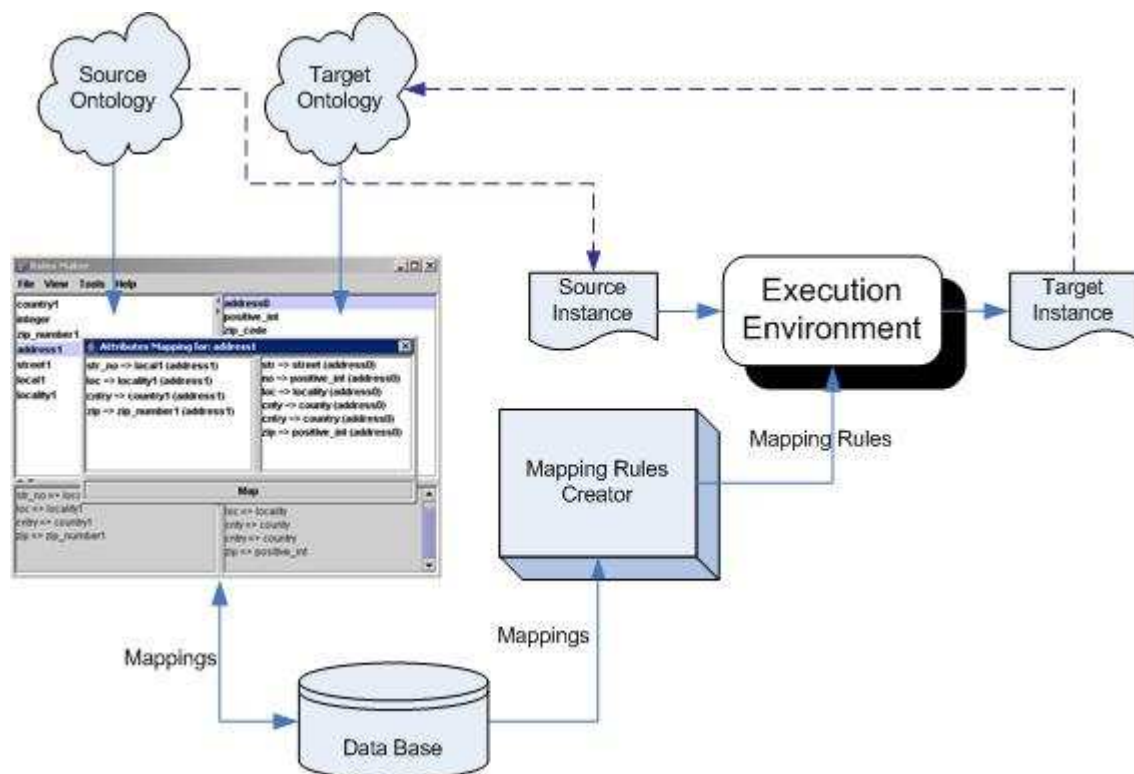 Source
Ontology
Target
Ontology
Rules Maker
File View Tools Help
country1
integer
zip_number1
address1
street1
local1
locality1
address0
positive_int
zip_code
Attributes Mapping for: address1
str_no => local1 (address1)
loc => locality1 (address1)
cntry => country1 (address1)
zip => zip_number1 (address1)
str => street (address0)
no => positive_int (address0)
loc => locality (address0)
cnty => county (address0)
cntry => country (address0)
zip => positive_int (address0)
Map
str_no => loc
loc => locality1
cntry => country1
zip => zip_number1
loc => locality
cnty => county
cntry => country
zip => positive_int
Source
Instance
Execution
Environment
Target
Instance
Mapping Rules
Mapping Rules
Creator
Mappings
Mappings
Data Base